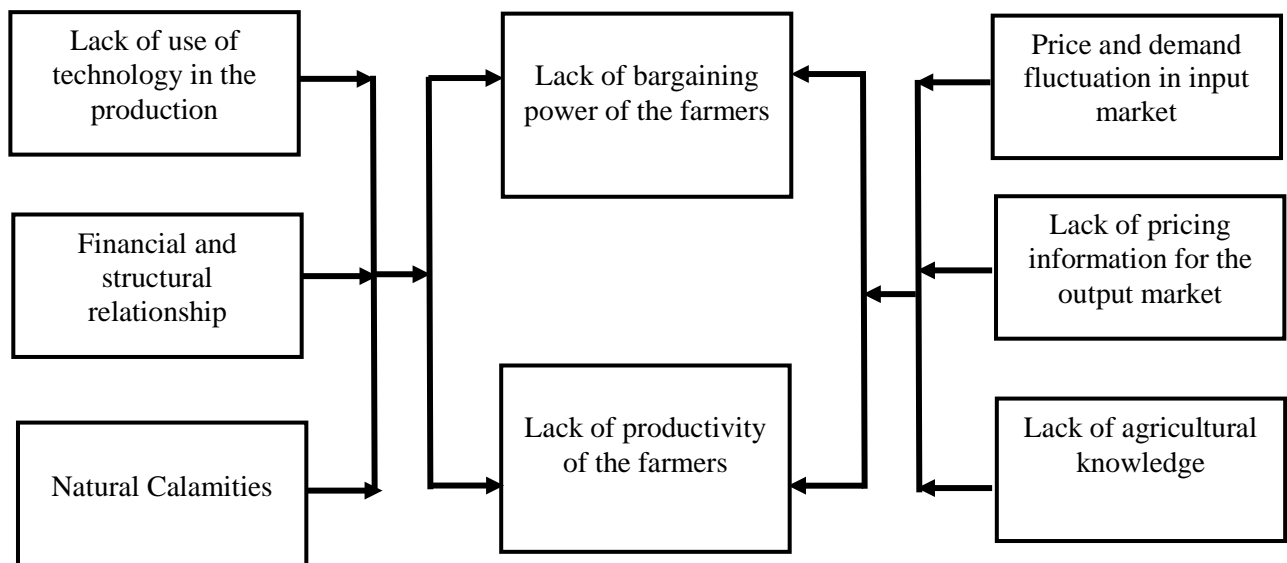 Lack of use of
technology in the
production
Lack of bargaining
power of the farmers
Price and demand
fluctuation in input
market
Financial and
structural
relationship
Lack of pricing
information for the
output market
Natural Calamities
Lack of productivity
of the farmers
Lack of agricultural
knowledge